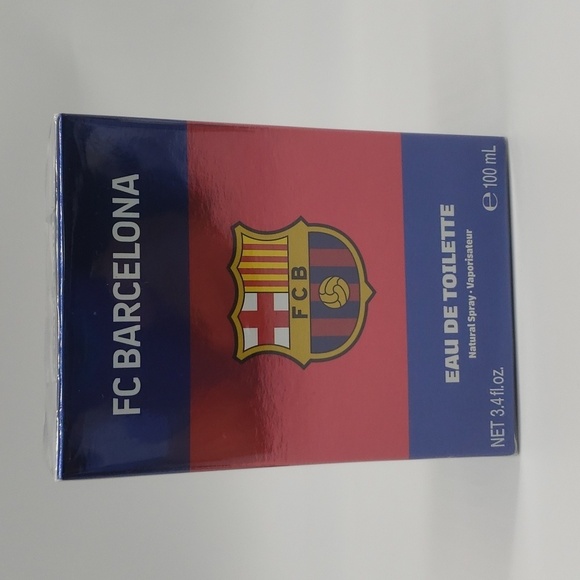 FC BARCELONA
FCB
EAU DE TOILETTE
Natural Spray · Vaporisateur
NET 3.4 fl.oz. ℮ 100 mL